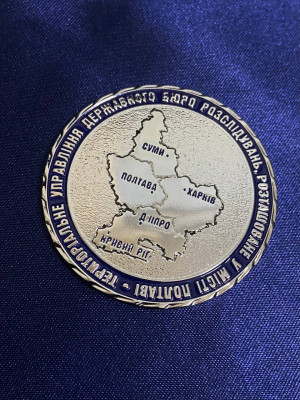 ТЕРИТОРІАЛЬНЕ УПРАВЛІННЯ ДЕРЖАВНОГО БЮРО РОЗСЛІДУВАНЬ, РОЗТАШОВАНЕ У МІСТІ ПОЛТАВІ •
СУМИ
ПОЛТАВА
ХАРКІВ
ДНІПРО
КРИВИЙ РІГ